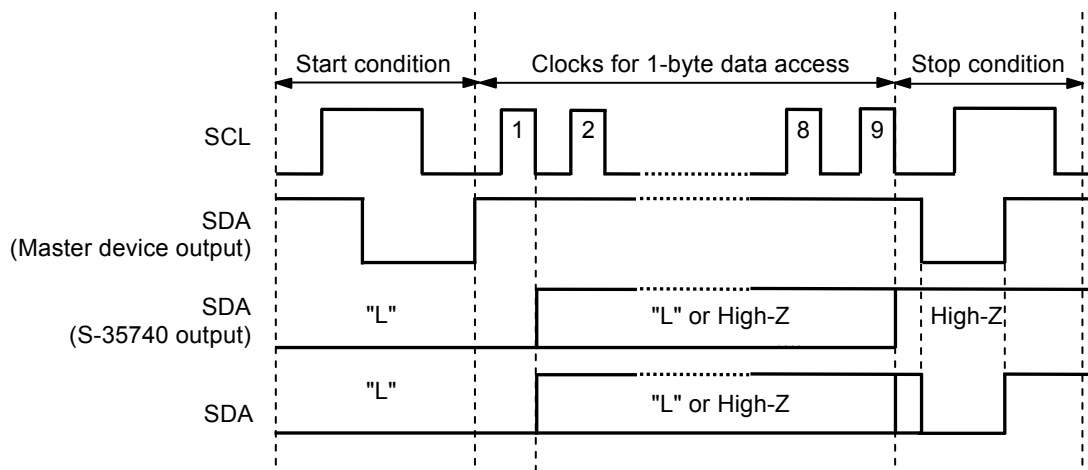 Start condition
Clocks for 1-byte data access
Stop condition
SCL
1
2
8
9
SDA
(Master device output)
SDA
(S-35740 output)
"L"
"L" or High-Z
High-Z
SDA
"L"
"L" or High-Z